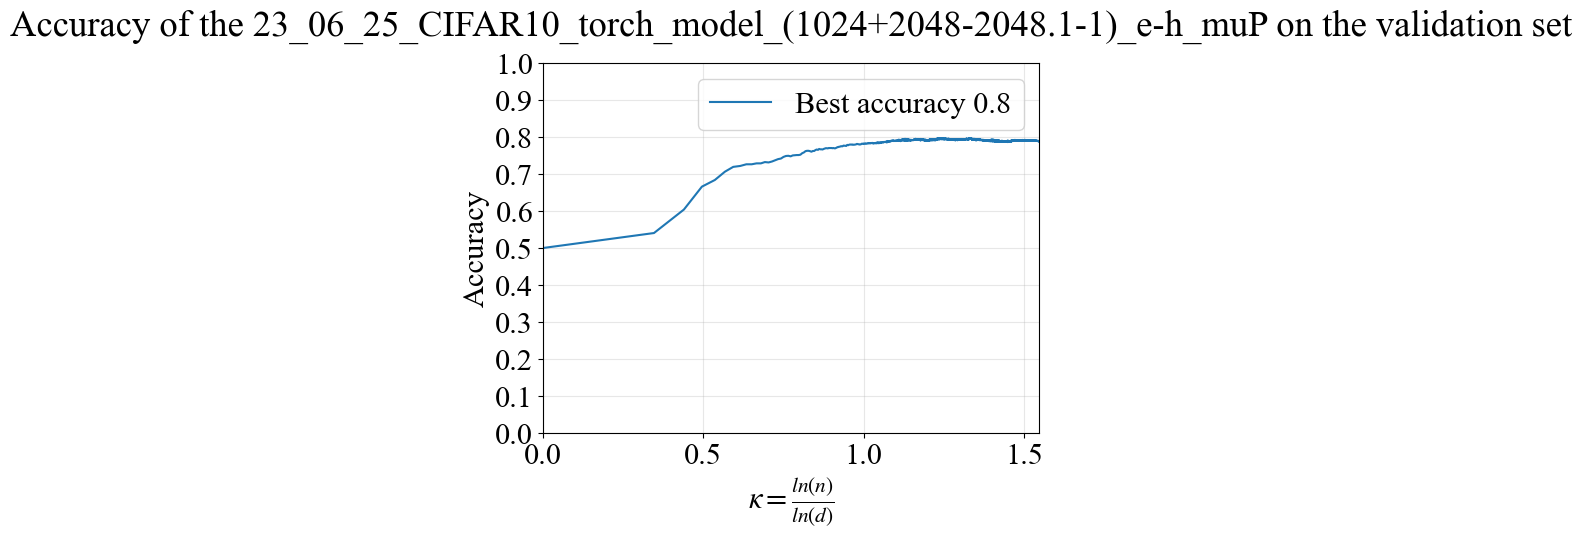 Accuracy of the 23_06_25_CIFAR10_torch_model_(1024+2048-2048.1-1)_e-h_muP on the validation set
Best accuracy 0.8
Accuracy
1.0
0.9
0.8
0.7
0.6
0.5
0.4
0.3
0.2
0.1
0.0
0.0 0.5 1.0 1.5
κ = ln(n) / ln(d)